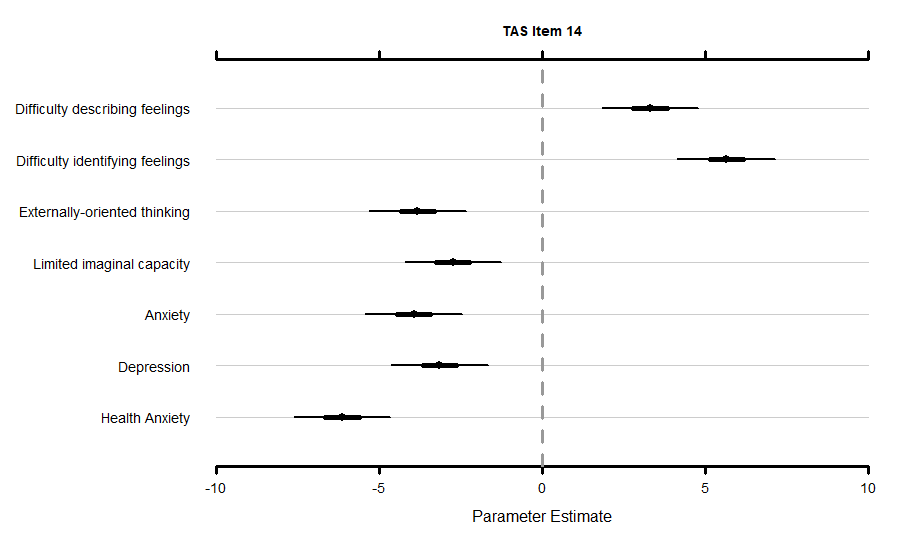 TAS Item 14
Difficulty describing feelings
Difficulty identifying feelings
Externally-oriented thinking
Limited imaginal capacity
Anxiety
Depression
Health Anxiety
-10 -5 0 5 10
Parameter Estimate